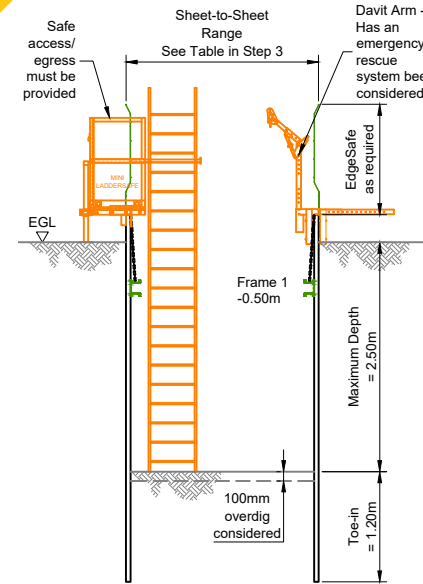 Safe
access/
egress
must be
provided
Sheet-to-Sheet
Range
See Table in Step 3
Davit Arm -
Has an
emergency
rescue
system bee
considered
EdgeSafe
as required
MINI
LADDERSAFE
EGL
Frame 1
-0.50m
Maximum Depth
= 2.50m
100mm
overdig
considered
Toe-in
= 1.20m